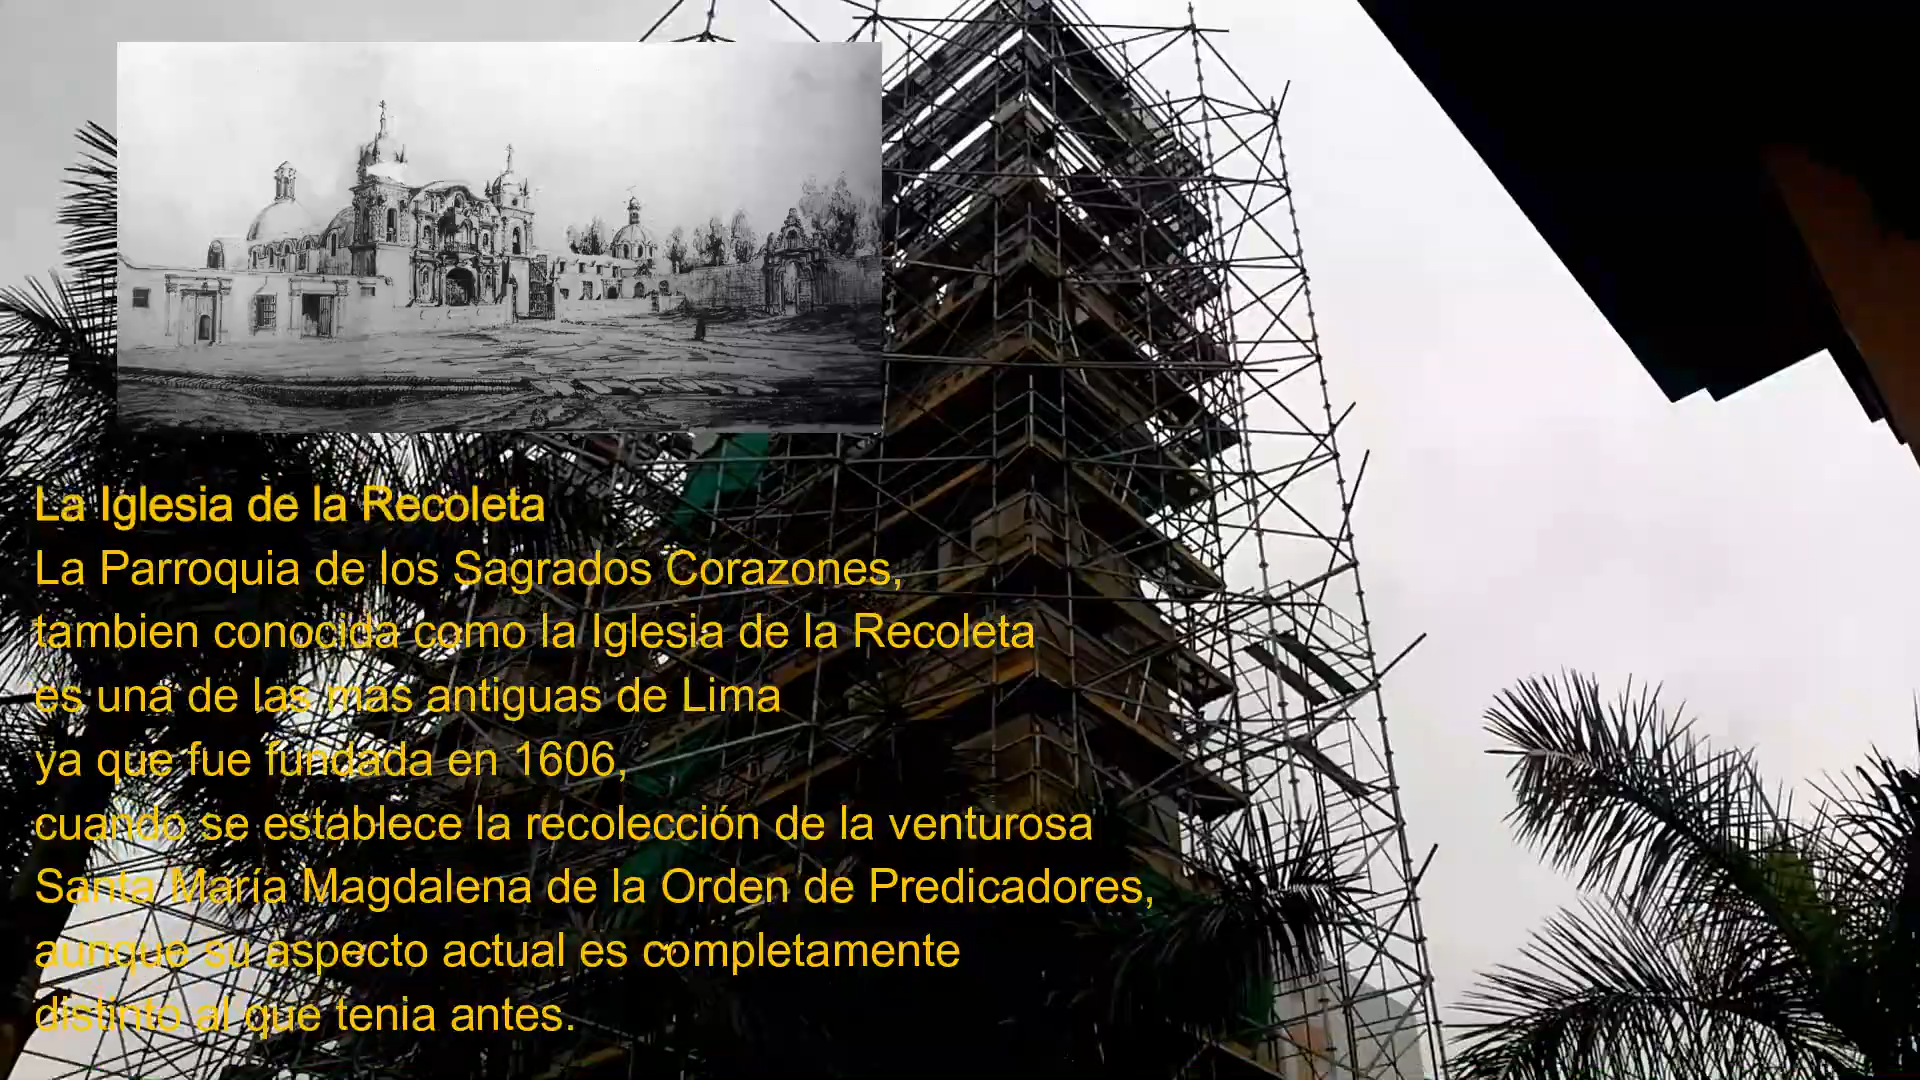 La Iglesia de la Recoleta
La Parroquia de los Sagrados Corazones,
tambien conocida como la Iglesia de la Recoleta
es una de las mas antiguas de Lima
ya que fue fundada en 1606,
cuando se establece la recolección de la venturosa
Santa María Magdalena de la Orden de Predicadores,
aunque su aspecto actual es completamente
distinto al que tenia antes.